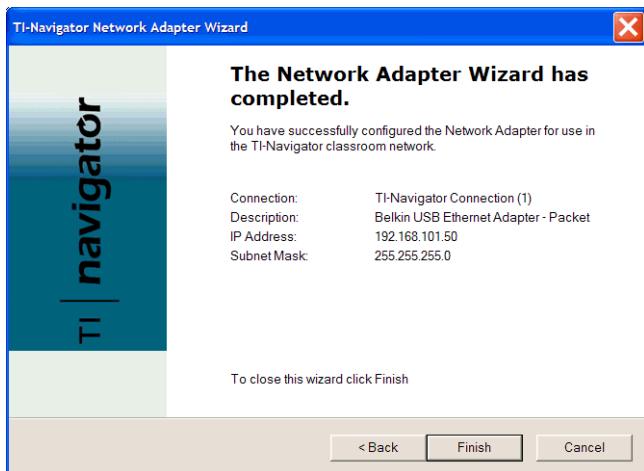 TI-Navigator Network Adapter Wizard
TI | navigator
The Network Adapter Wizard has
completed.
You have successfully configured the Network Adapter for use in
the TI-Navigator classroom network.
Connection: TI-Navigator Connection (1)
Description: Belkin USB Ethernet Adapter - Packet
IP Address: 192.168.101.50
Subnet Mask: 255.255.255.0
To close this wizard click Finish
< Back Finish Cancel